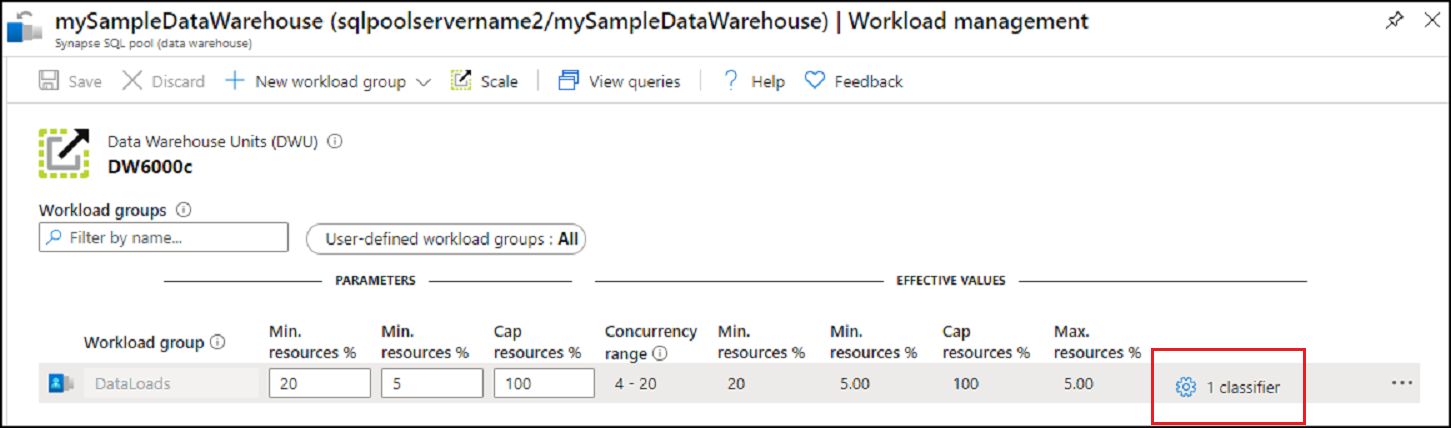 mySampleDataWarehouse (sqlpoolservername2/mySampleDataWarehouse) | Workload management
Synapse SQL pool (data warehouse)
Save Discard New workload group Scale View queries Help Feedback
Data Warehouse Units (DWU)
DW6000c
Workload groups
Filter by name... User-defined workload groups : All
PARAMETERS EFFECTIVE VALUES
Workload group Min. resources % Min. resources % Cap resources % Concurrency range Min. resources % Min. resources % Cap resources % Max. resources %
DataLoads 20 5 100 4 - 20 20 5.00 100 5.00 1 classifier